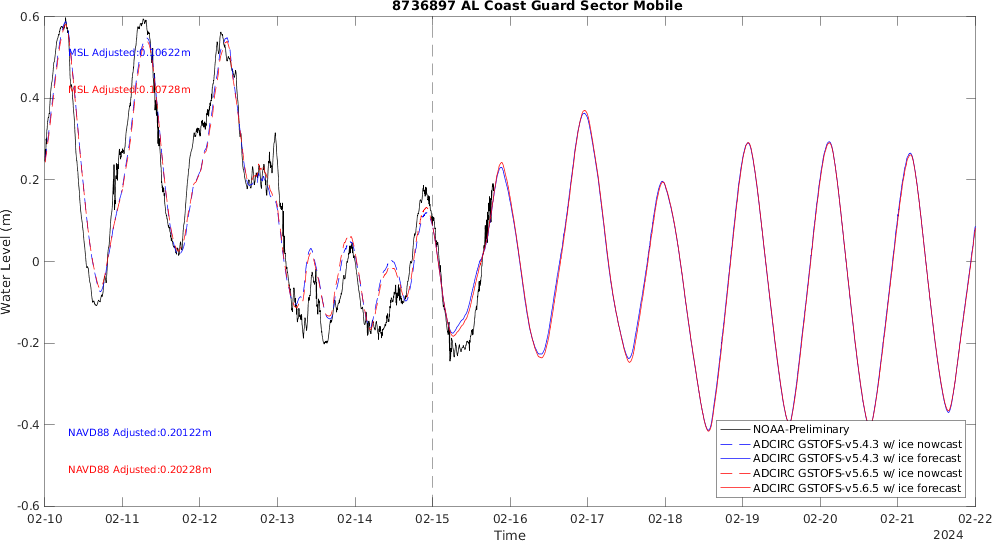 8736897 AL Coast Guard Sector Mobile
0.6
0.4
0.2
0
-0.2
-0.4
-0.6
Water Level (m)
MSL Adjusted:0.10622m
MSL Adjusted:0.10728m
NAVD88 Adjusted:0.20122m
NAVD88 Adjusted:0.20228m
NOAA-Preliminary
ADCIRC GSTOFS-v5.4.3 w/ ice nowcast
ADCIRC GSTOFS-v5.4.3 w/ ice forecast
ADCIRC GSTOFS-v5.6.5 w/ ice nowcast
ADCIRC GSTOFS-v5.6.5 w/ ice forecast
02-10 02-11 02-12 02-13 02-14 02-15 02-16 02-17 02-18 02-19 02-20 02-21 02-22
Time
2024